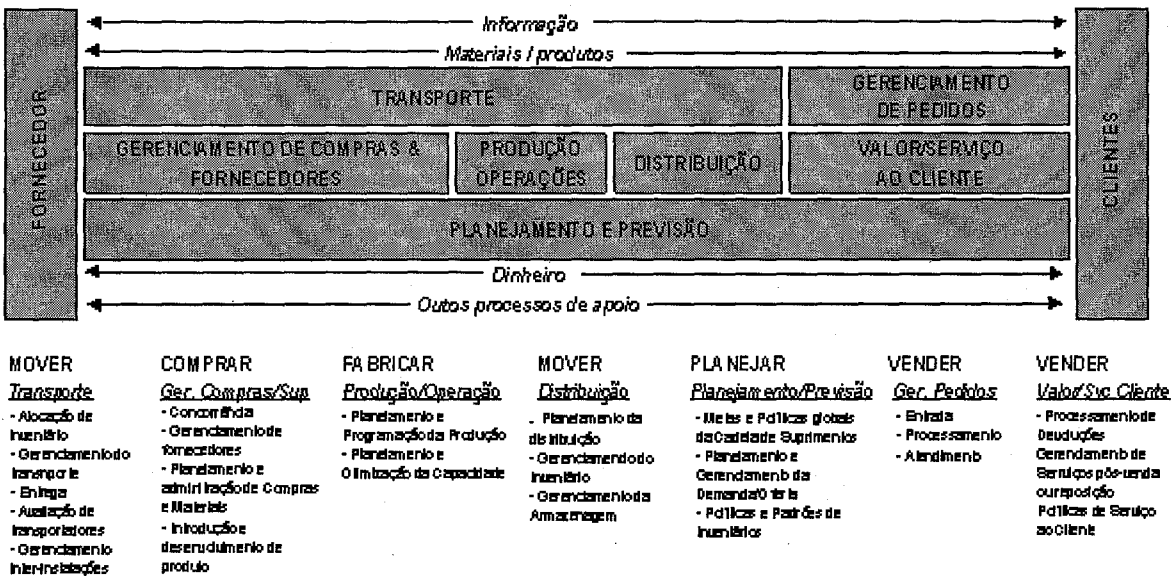 Informação
Materiais / produtos
FORNECEDOR
TRANSPORTE
GERENCIAMENTO
DE PEDIDOS
GERENCIAMENTO DE COMPRAS &
FORNECEDORES
PRODUÇÃO
OPERAÇÕES
DISTRIBUIÇÃO
VALOR/SERVIÇO
AO CLIENTE
PLANEJAMENTO E PREVISÃO
CLIENTES
Dinheiro
Outos processos de apoio
MOVER
Transporte
- Alocação de
inventário
- Gerenciamento do
transporte
- Entrega
- Avaliação de
transportadores
- Gerenciamento
inter-instalações
COMPRAR
Ger. Compras/Sup
- Concorrência
- Gerenciamento de
fornecedores
- Planejamento e
de Compras
e Materiais
- Introdução e
desenvolvimento de
produto
FABRICAR
Produção/Operação
- Planejamento e
Programação da Produção
- Planejamento e
Otimização da Capacidade
MOVER
Distribuição
- Planejamento da
distribuição
- Gerenciamento do
inventário
- Gerenciamento da
Armazenagem
PLANEJAR
Planejamento/Previsão
- Metas e Políticas globais
da Cadeia de Suprimentos
- Planejamento e
Gerenciamento da
Demanda/Oferta
- Políticas e Padrões de
inventários
VENDER
Ger. Pedidos
- Entrada
- Processamento
- Atendimento
VENDER
Valor/Svc Cliente
- Processamento de
Deduções
Gerenciamento de
Serviços pós-venda
ou reposição
Políticas de Serviço
ao Cliente